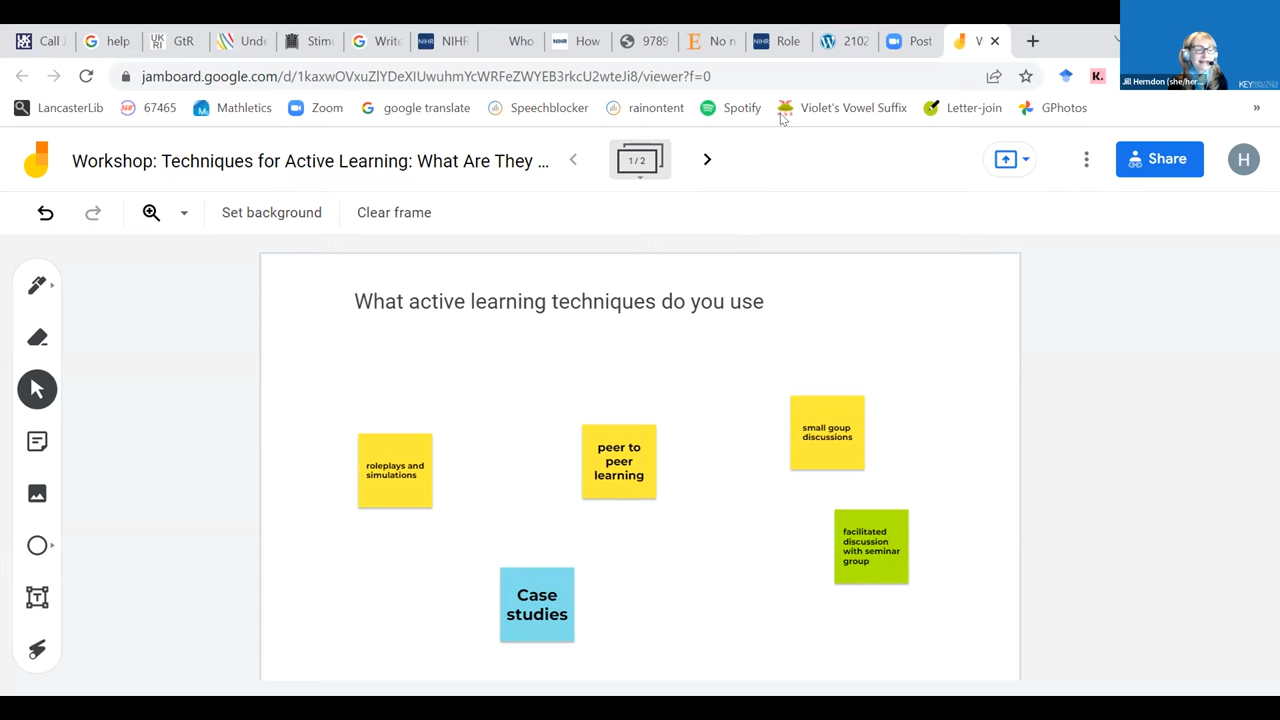 Call
help
GtR
Unde
Stimu
Write
NIHR
Who
How
9789
No n
Role
2102
Post
jamboard.google.com/d/1kaxwOVxuZlYDeXIUwuhmYcWRFeZWYEB3rkcU2wteJi8/viewer?f=0
K.
LancasterLib
67465
Mathletics
Zoom
google translate
Speechblocker
rainontent
Spotify
Violet's Vowel Suffix
Letter-join
GPhotos
»
Jill Herndon (she/her...
Workshop: Techniques for Active Learning: What Are They ...
1 / 2
Share
H
Set background
Clear frame
What active learning techniques do you use
roleplays and
simulations
peer to
peer
learning
small goup
discussions
facilitated
discussion
with seminar
group
Case
studies